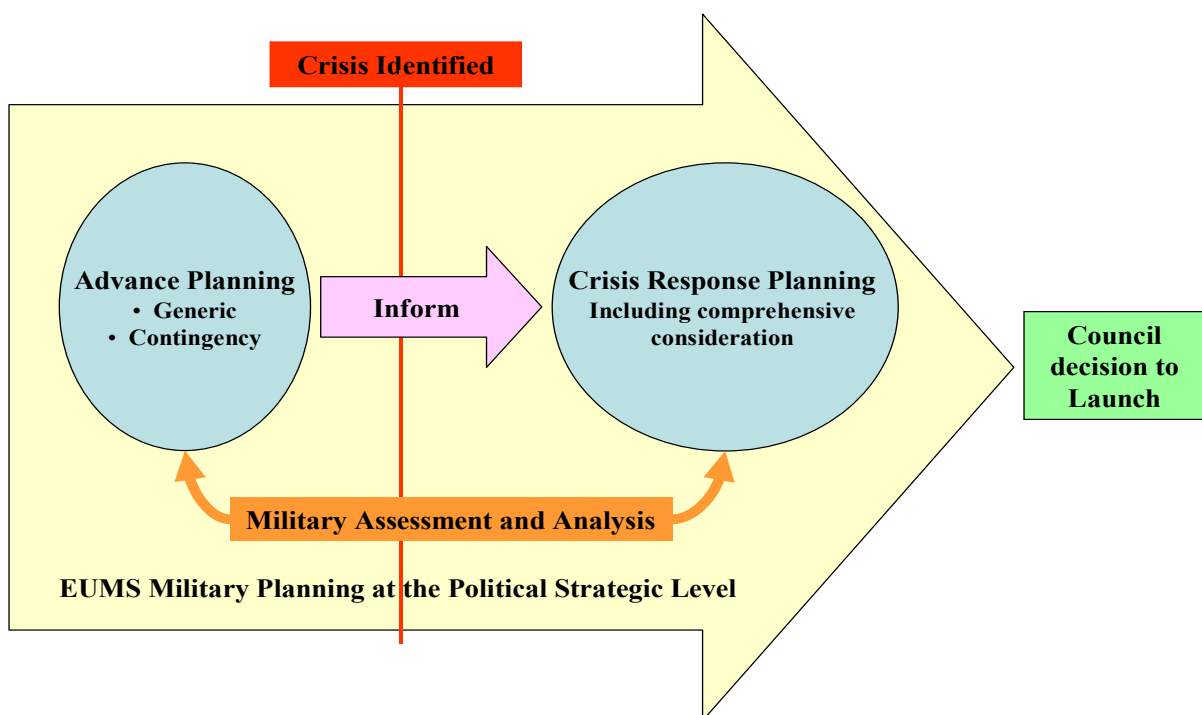 Crisis Identified
Advance Planning
• Generic
• Contingency
Inform
Crisis Response Planning
Including comprehensive
consideration
Council
decision to
Launch
Military Assessment and Analysis
EUMS Military Planning at the Political Strategic Level